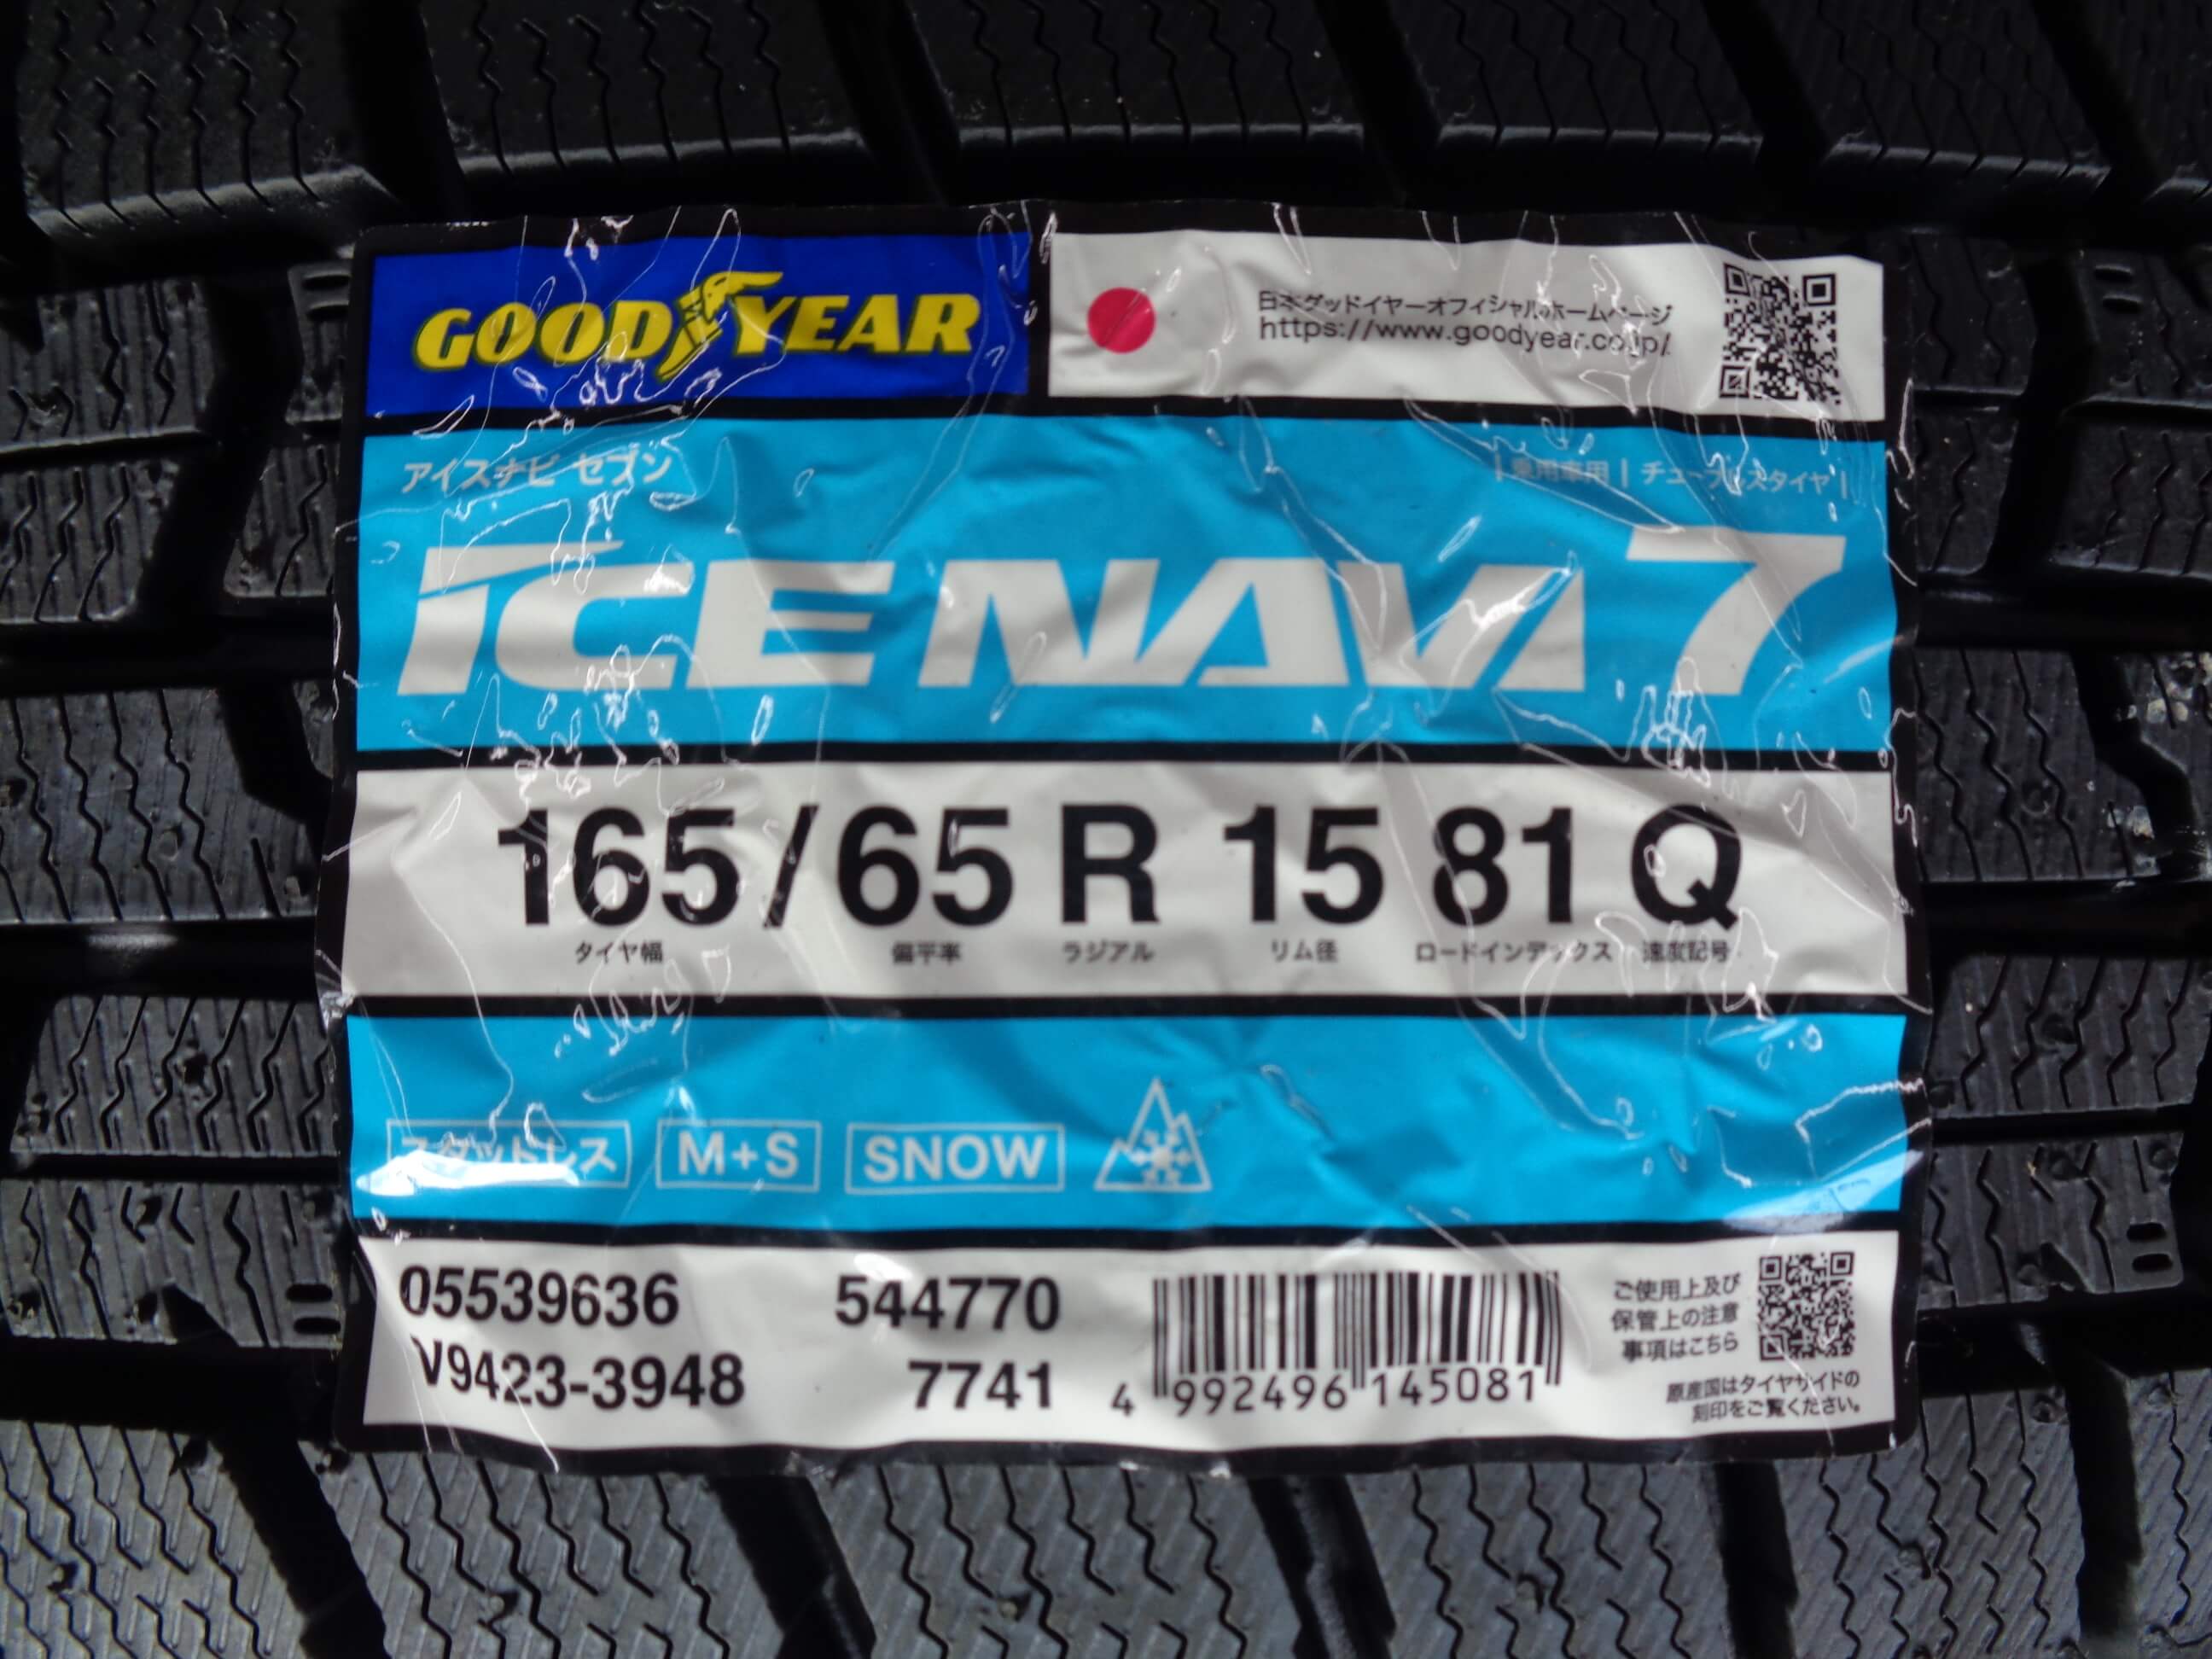 GOODYEAR
日本グッドイヤーオフィシャルホームページ
https://www.goodyear.co.jp/
アイスナビ セブン
| 乗用車用 | チューブレスタイヤ |
ICE NAVI 7
165/65 R 15 81 Q
タイヤ幅 偏平率 ラジアル リム径 ロードインデックス 速度記号
スタッドレス M+S SNOW
05539636 544770
V9423-3948 7741
4 992496 145081
ご使用上及び
保管上の注意
事項はこちら
原産国はタイヤサイドの
刻印をご覧ください。